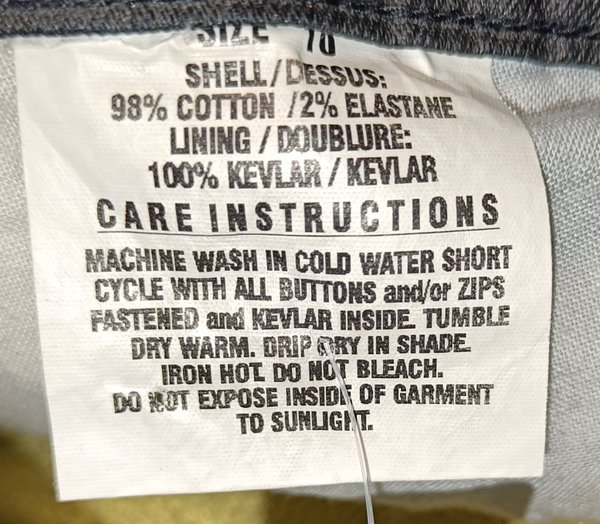 SIZE 10
SHELL/DESSUS:
98% COTTON /2% ELASTANE
LINING / DOUBLURE:
100% KEVLAR / KEVLAR
CARE INSTRUCTIONS
MACHINE WASH IN COLD WATER SHORT
CYCLE WITH ALL BUTTONS and/or ZIPS
FASTENED and KEVLAR INSIDE. TUMBLE
DRY WARM. DRIP DRY IN SHADE.
IRON HOT. DO NOT BLEACH.
DO NOT EXPOSE INSIDE OF GARMENT
TO SUNLIGHT.